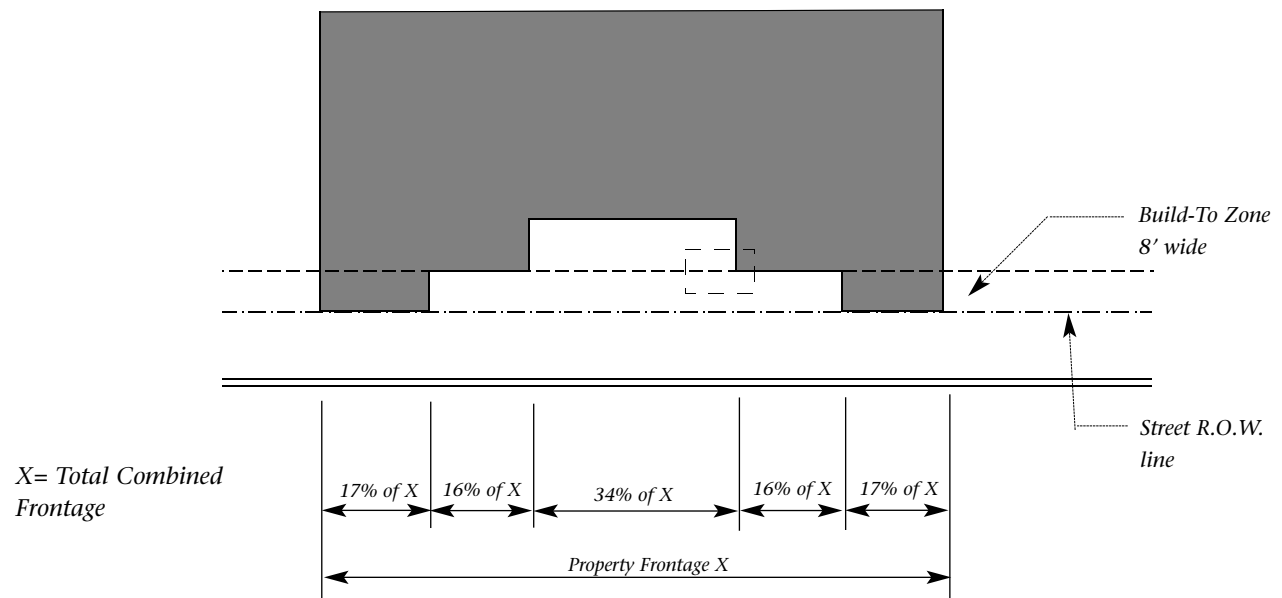 Build-To Zone
8' wide
Street R.O.W.
line
X= Total Combined
Frontage
17% of X
16% of X
34% of X
16% of X
17% of X
Property Frontage X